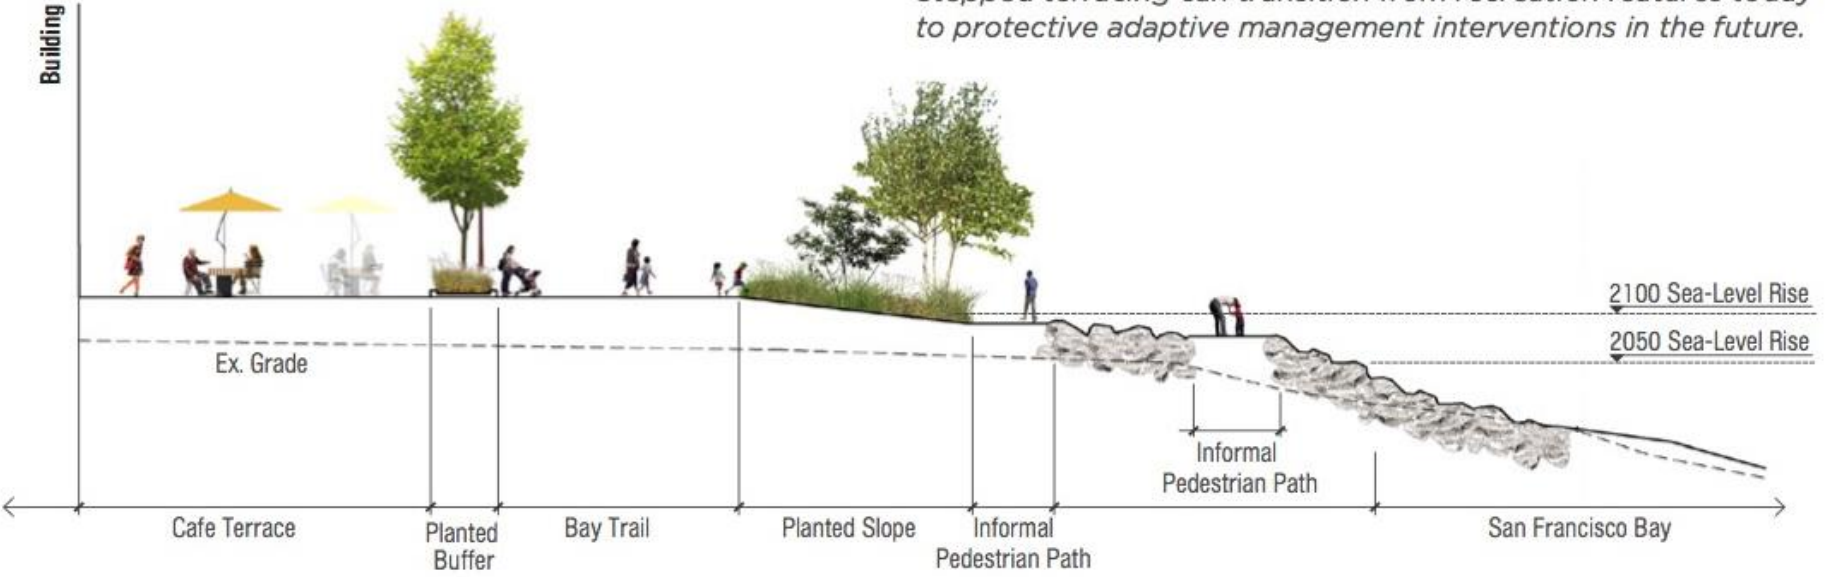 to protective adaptive management interventions in the future.
Building
2100 Sea-Level Rise
2050 Sea-Level Rise
Ex. Grade
Informal
Pedestrian Path
Cafe Terrace
Planted
Buffer
Bay Trail
Planted Slope
Informal
Pedestrian Path
San Francisco Bay